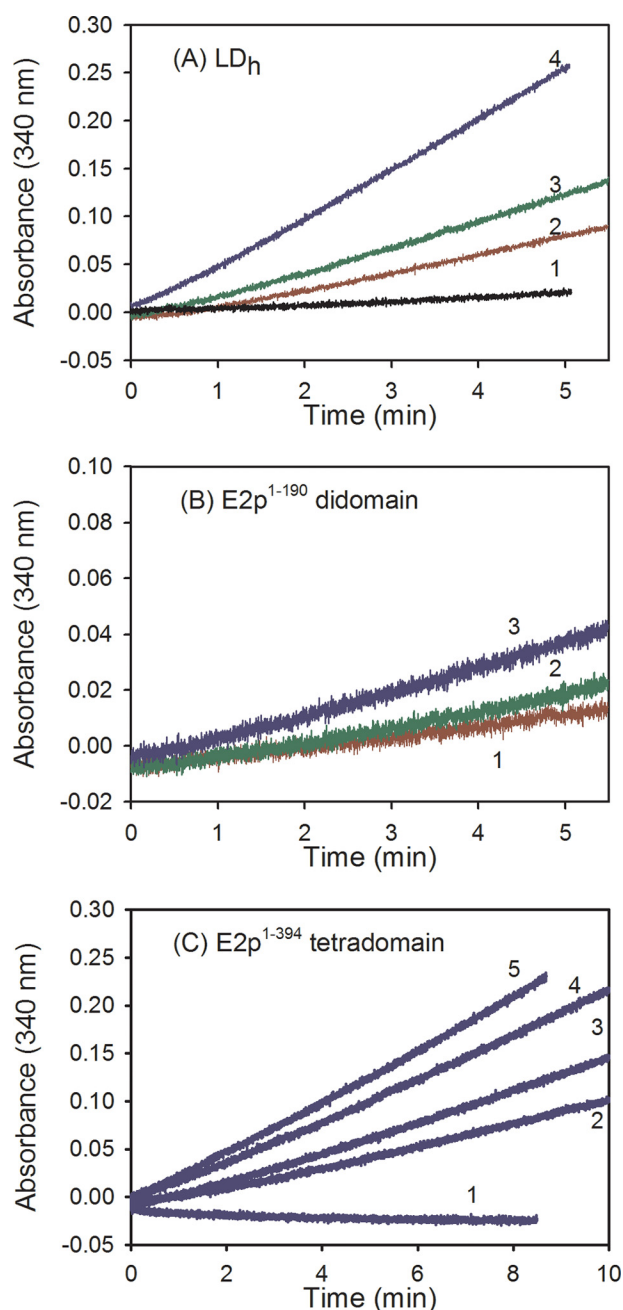 0.30
(A) LDh
4
0.25
0.20
0.15
3
0.10
2
0.05
1
0.00
-0.05
Absorbance (340 nm)
0 1 2 3 4 5
Time (min)
0.10
(B) E2p1-190 didomain
0.08
0.06
0.04
3
0.02
2
0.00
1
-0.02
Absorbance (340 nm)
0 1 2 3 4 5
Time (min)
0.30
(C) E2p1-394 tetradomain
0.25
5
4
0.20
3
0.15
0.10
2
0.05
0.00
1
-0.05
Absorbance (340 nm)
0 2 4 6 8 10
Time (min)